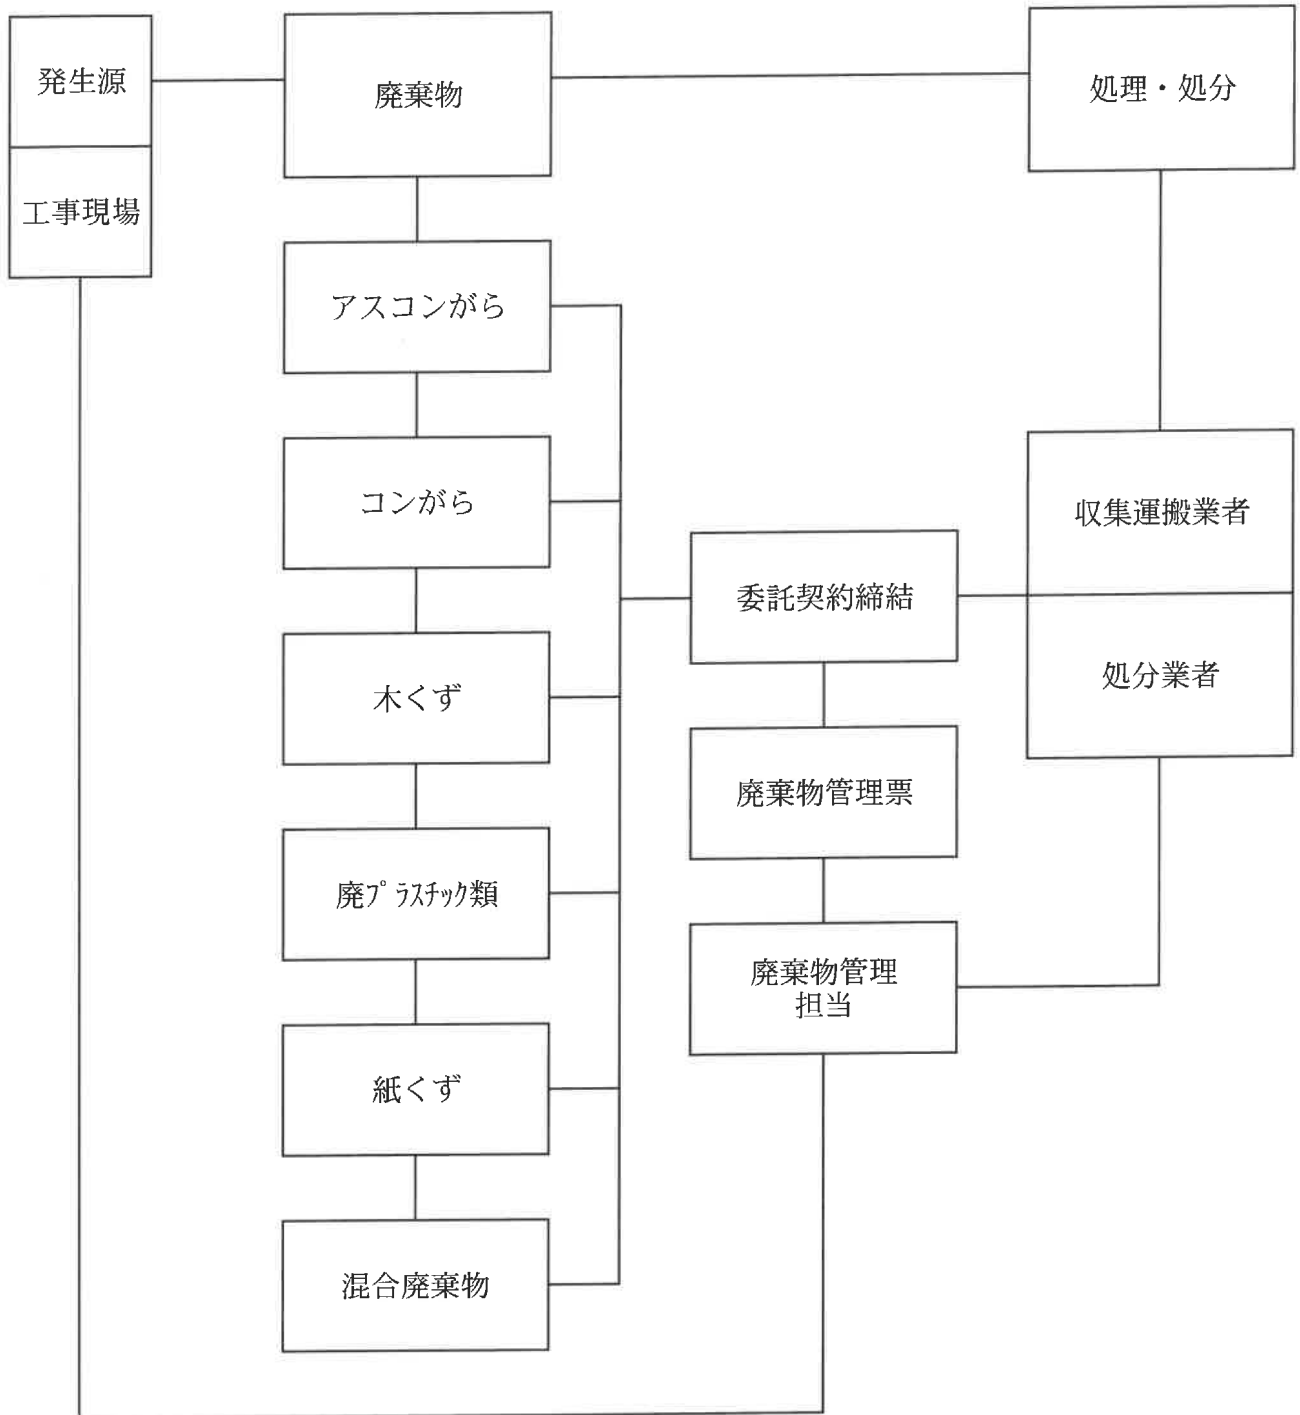 発生源
工事現場
廃棄物
処理・処分
アスコンがら
コンがら
木くず
廃プラスチック類
紙くず
混合廃棄物
委託契約締結
廃棄物管理票
廃棄物管理
担当
収集運搬業者
処分業者